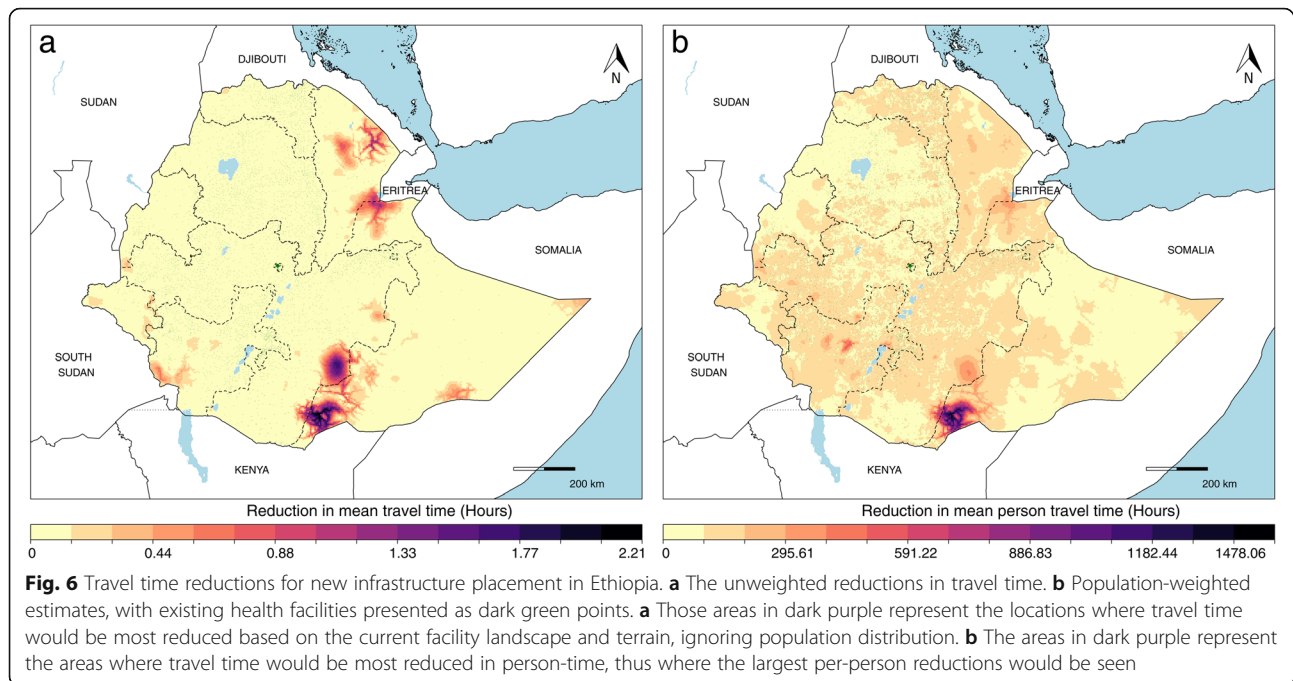 a
N
DJIBOUTI
SUDAN
ERITREA
SOMALIA
SOUTH
SUDAN
KENYA
200 km
Reduction in mean travel time (Hours)
0 0.44 0.88 1.33 1.77 2.21
b
N
DJIBOUTI
SUDAN
ERITREA
SOMALIA
SOUTH
SUDAN
KENYA
200 km
Reduction in mean person travel time (Hours)
0 295.61 591.22 886.83 1182.44 1478.06
Fig. 6 Travel time reductions for new infrastructure placement in Ethiopia. a The unweighted reductions in travel time. b Population-weighted
estimates, with existing health facilities presented as dark green points. a Those areas in dark purple represent the locations where travel time
would be most reduced based on the current facility landscape and terrain, ignoring population distribution. b The areas in dark purple represent
the areas where travel time would be most reduced in person-time, thus where the largest per-person reductions would be seen